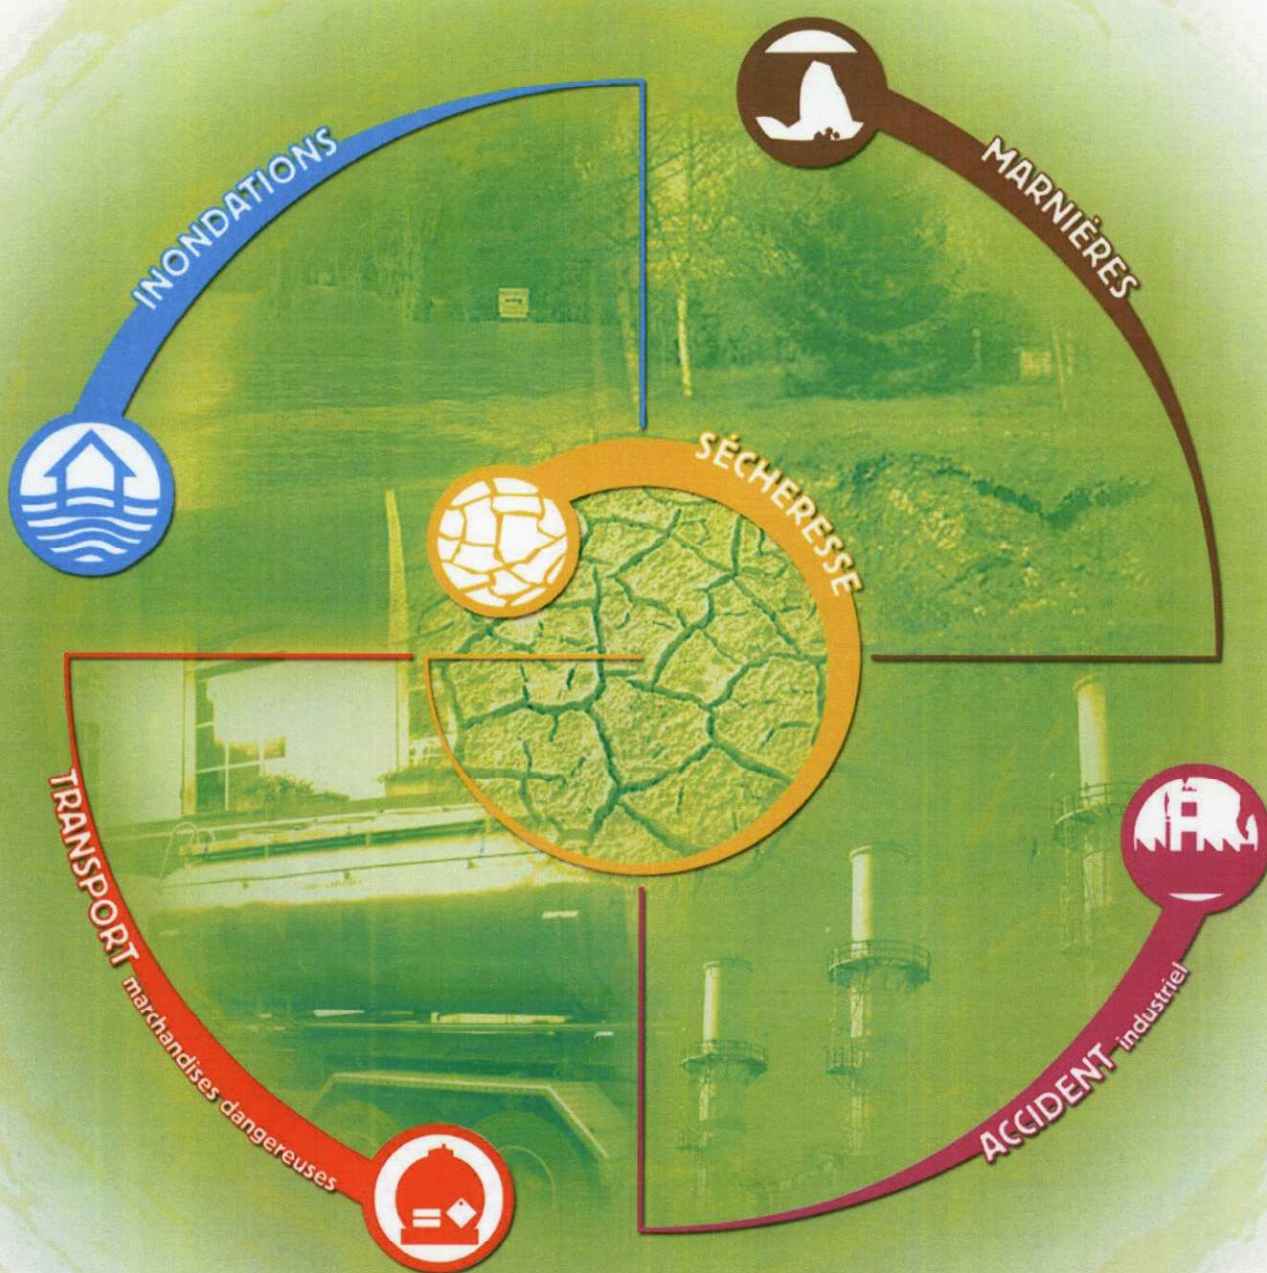 INONDATIONS
MARNIÈRES
SÉCHERESSE
TRANSPORT marchandises dangereuses
ACCIDENT industriel